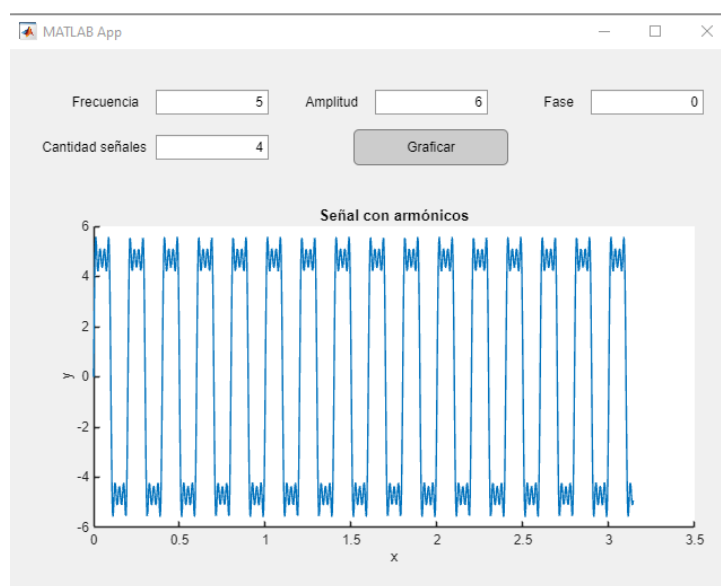 MATLAB App
Frecuencia 5 Amplitud 6 Fase 0
Cantidad señales 4 Graficar
Señal con armónicos
6
4
2
y 0
-2
-4
-6
0 0.5 1 1.5 2 2.5 3 3.5
x